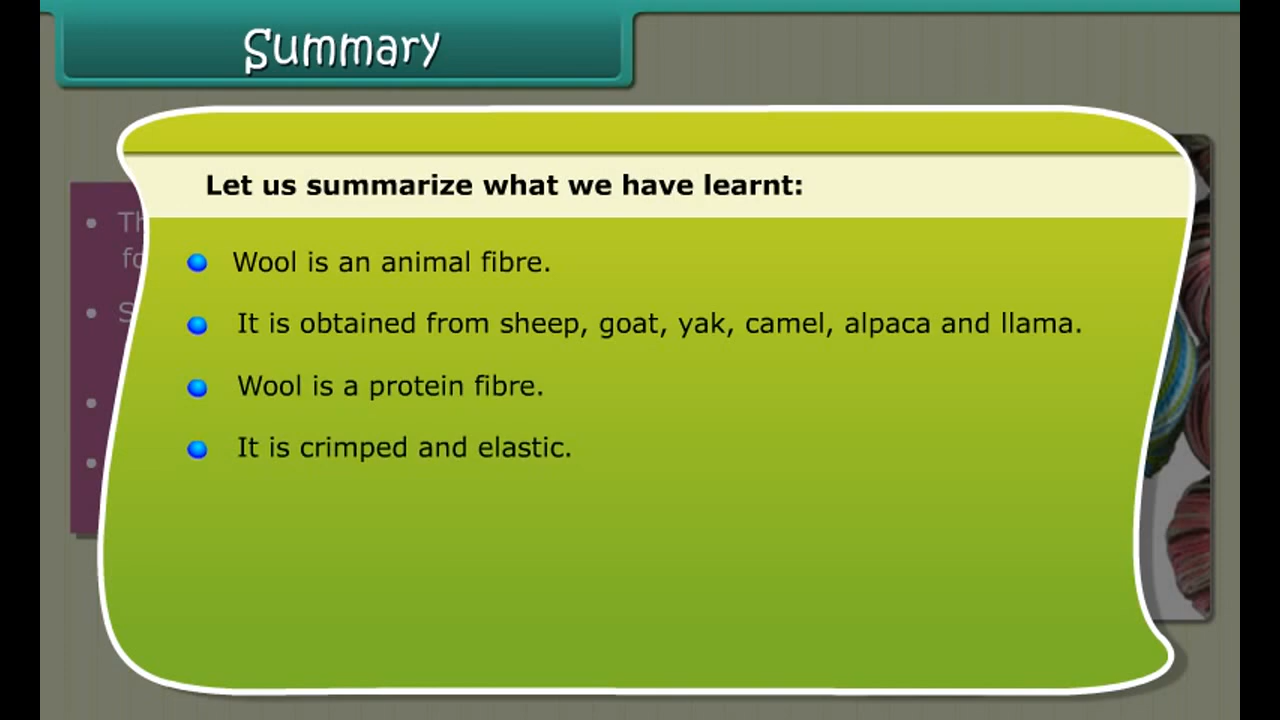 Summary
Let us summarize what we have learnt:
Wool is an animal fibre.
It is obtained from sheep, goat, yak, camel, alpaca and llama.
Wool is a protein fibre.
It is crimped and elastic.